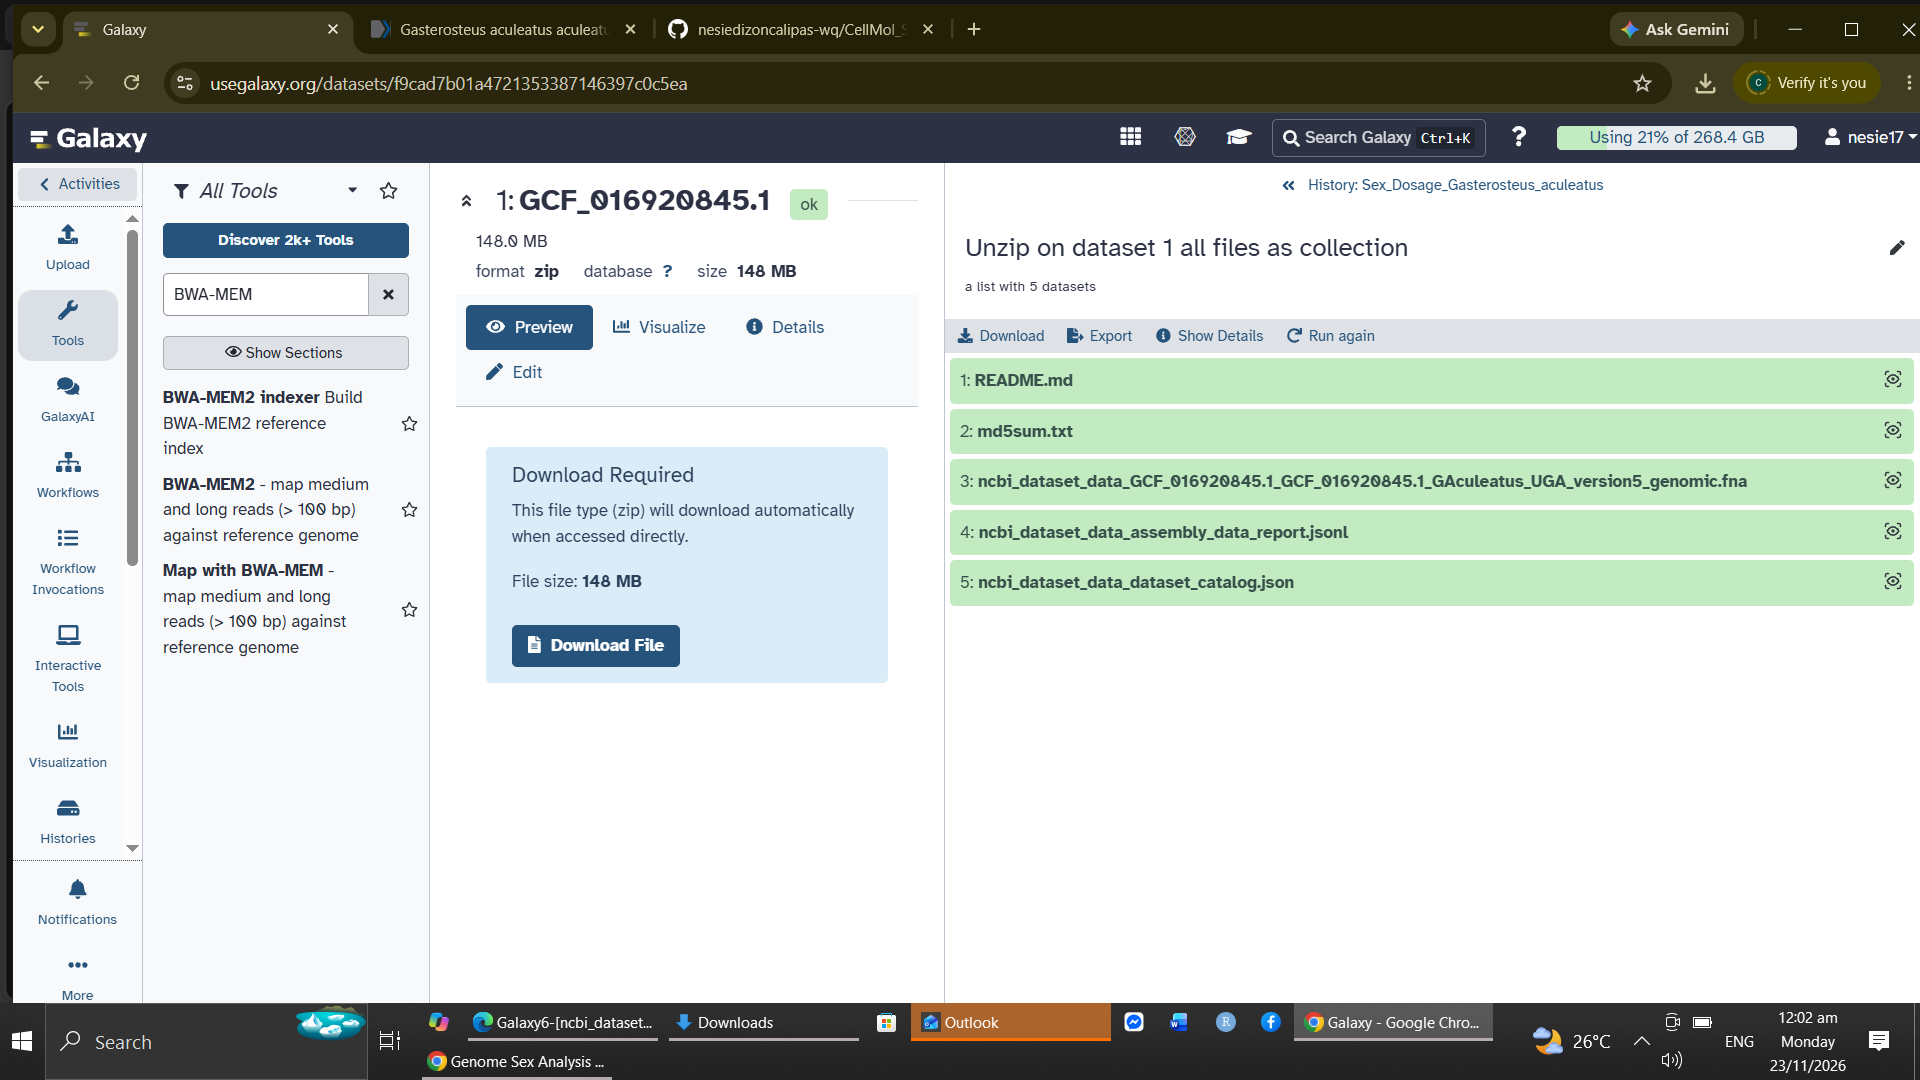 Galaxy
Gasterosteus aculeatus aculeatu
nesiedizoncalipas-wq/CellMol_S
Ask Gemini
usegalaxy.org/datasets/f9cad7b01a4721353387146397c0c5ea
Verify it's you
Galaxy
Search Galaxy Ctrl+K
Using 21% of 268.4 GB
nesie17
Activities
Upload
Tools
GalaxyAI
Workflows
Workflow
Invocations
Interactive
Tools
Visualization
Histories
Notifications
More
All Tools
Discover 2k+ Tools
BWA-MEM
Show Sections
BWA-MEM2 indexer Build
BWA-MEM2 reference
index
BWA-MEM2 - map medium
and long reads (> 100 bp)
against reference genome
Map with BWA-MEM -
map medium and long
reads (> 100 bp) against
reference genome
1: GCF_016920845.1 ok
148.0 MB
format zip database ? size 148 MB
Preview
Visualize
Details
Edit
Download Required
This file type (zip) will download automatically
when accessed directly.
File size: 148 MB
Download File
« History: Sex_Dosage_Gasterosteus_aculeatus
Unzip on dataset 1 all files as collection
a list with 5 datasets
Download
Export
Show Details
Run again
1: README.md
2: md5sum.txt
3: ncbi_dataset_data_GCF_016920845.1_GCF_016920845.1_GAculeatus_UGA_version5_genomic.fna
4: ncbi_dataset_data_assembly_data_report.jsonl
5: ncbi_dataset_data_dataset_catalog.json
Search
Galaxy6-[ncbi_dataset...
Downloads
Outlook
Galaxy - Google Chro...
Genome Sex Analysis ...
26°C
ENG
12:02 am
Monday
23/11/2026